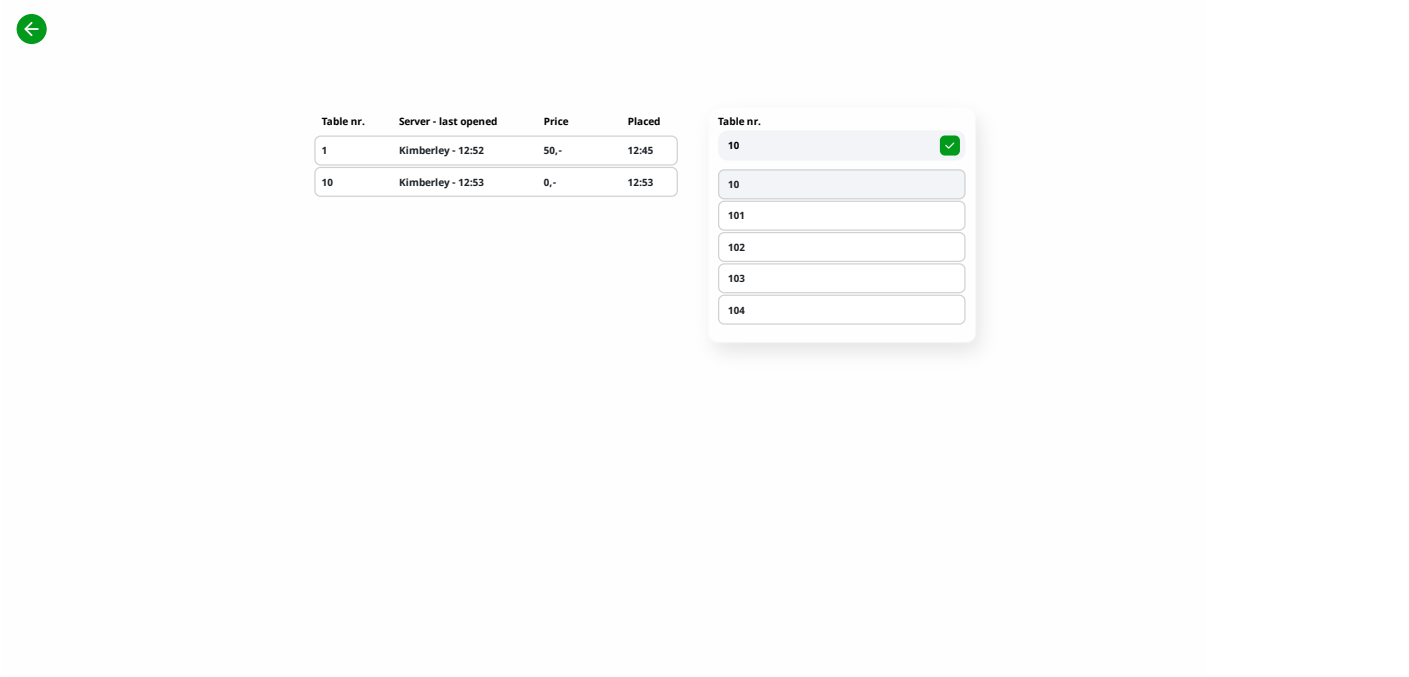 Table nr. Server - last opened Price Placed
1 Kimberley - 12:52 50,- 12:45
10 Kimberley - 12:53 0,- 12:53
Table nr.
10
10
101
102
103
104